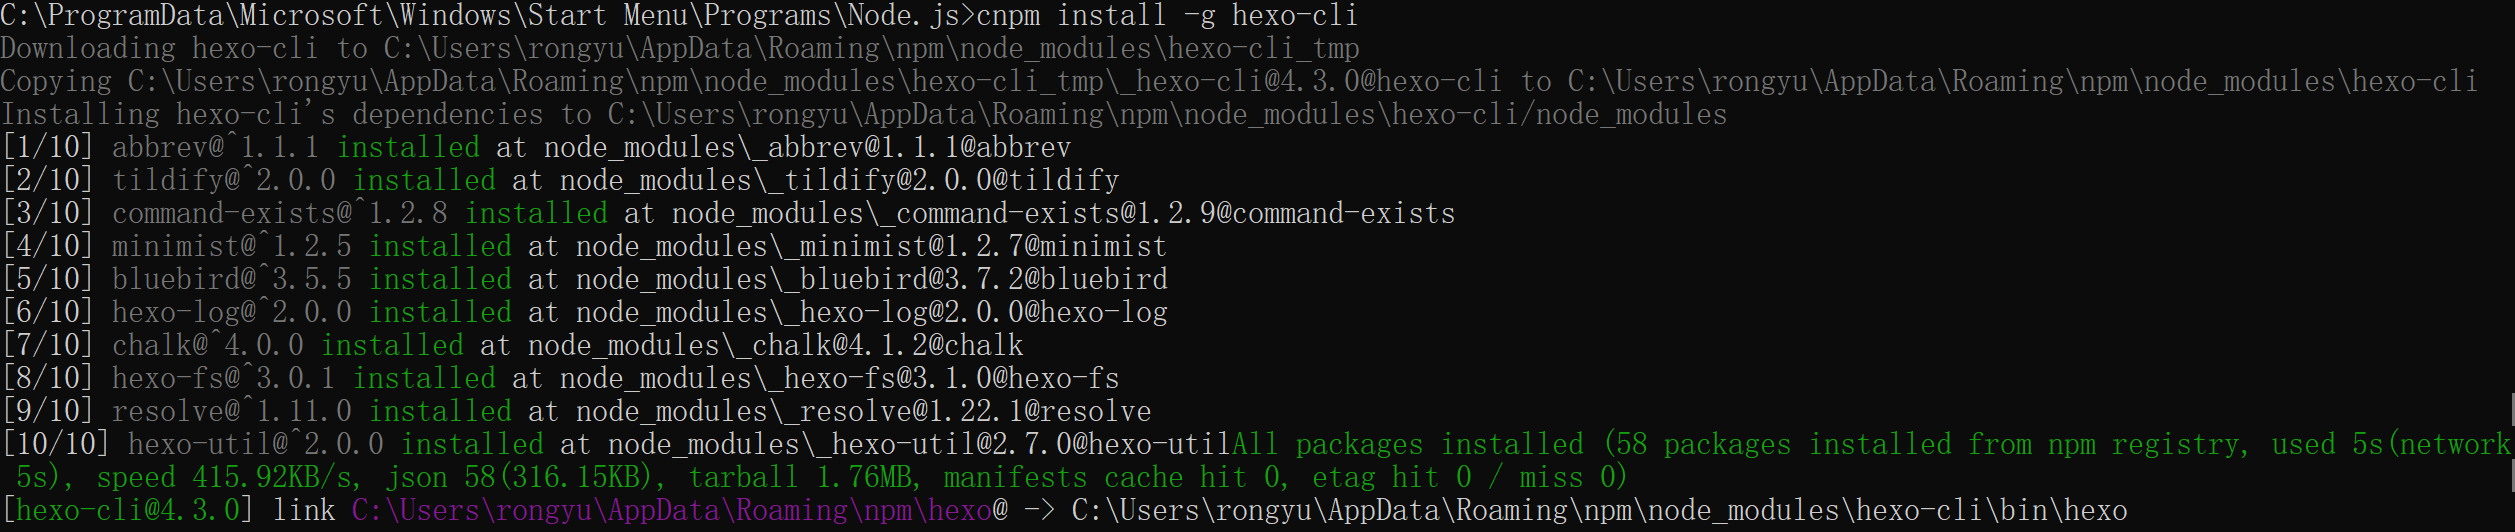 C:\ProgramData\Microsoft\Windows\Start Menu\Programs\Node.js>cnpm install -g hexo-cli
Downloading hexo-cli to C:\Users\rongyu\AppData\Roaming\npm\node_modules\hexo-cli_tmp
Copying C:\Users\rongyu\AppData\Roaming\npm\node_modules\hexo-cli_tmp\_hexo-cli@4.3.0@hexo-cli to C:\Users\rongyu\AppData\Roaming\npm\node_modules\hexo-cli
Installing hexo-cli's dependencies to C:\Users\rongyu\AppData\Roaming\npm\node_modules\hexo-cli/node_modules
[1/10] abbrev@^1.1.1 installed at node_modules\_abbrev@1.1.1@abbrev
[2/10] tildify@^2.0.0 installed at node_modules\_tildify@2.0.0@tildify
[3/10] command-exists@^1.2.8 installed at node_modules\_command-exists@1.2.9@command-exists
[4/10] minimist@^1.2.5 installed at node_modules\_minimist@1.2.7@minimist
[5/10] bluebird@^3.5.5 installed at node_modules\_bluebird@3.7.2@bluebird
[6/10] hexo-log@^2.0.0 installed at node_modules\_hexo-log@2.0.0@hexo-log
[7/10] chalk@^4.0.0 installed at node_modules\_chalk@4.1.2@chalk
[8/10] hexo-fs@^3.0.1 installed at node_modules\_hexo-fs@3.1.0@hexo-fs
[9/10] resolve@^1.11.0 installed at node_modules\_resolve@1.22.1@resolve
[10/10] hexo-util@^2.0.0 installed at node_modules\_hexo-util@2.7.0@hexo-utilAll packages installed (58 packages installed from npm registry, used 5s(network
 5s), speed 415.92KB/s, json 58(316.15KB), tarball 1.76MB, manifests cache hit 0, etag hit 0 / miss 0)
[hexo-cli@4.3.0] link C:\Users\rongyu\AppData\Roaming\npm\hexo@ -> C:\Users\rongyu\AppData\Roaming\npm\node_modules\hexo-cli\bin\hexo